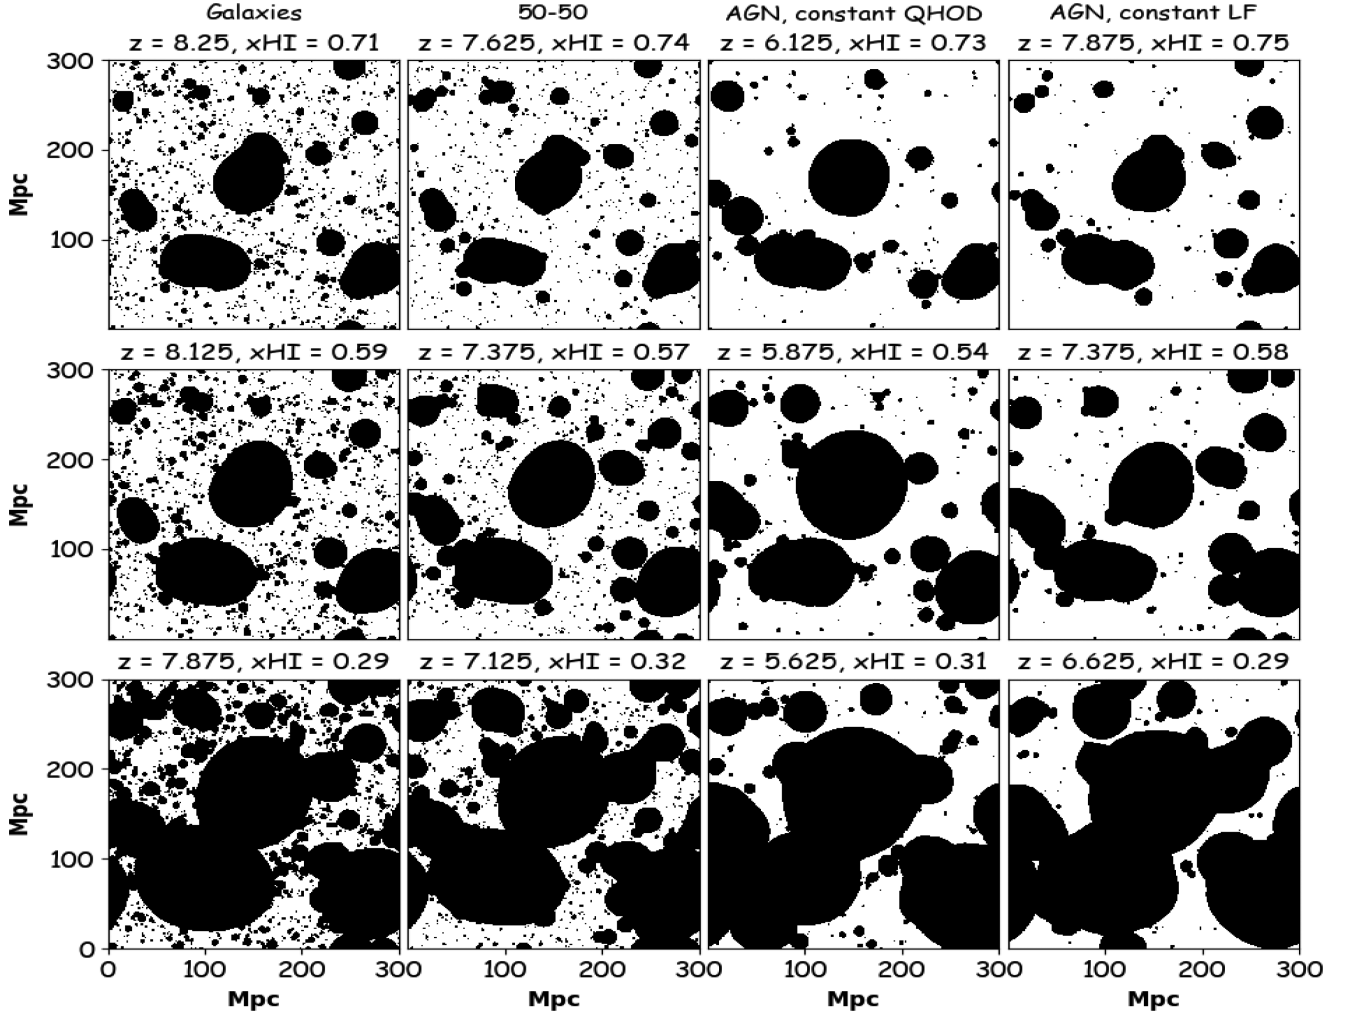 Galaxies 50-50 AGN, constant QHOD AGN, constant LF
z = 8.25, xHI = 0.71 z = 7.625, xHI = 0.74 z = 6.125, xHI = 0.73 z = 7.875, xHI = 0.75
300
200
Mpc
100
z = 8.125, xHI = 0.59 z = 7.375, xHI = 0.57 z = 5.875, xHI = 0.54 z = 7.375, xHI = 0.58
300
200
Mpc
100
z = 7.875, xHI = 0.29 z = 7.125, xHI = 0.32 z = 5.625, xHI = 0.31 z = 6.625, xHI = 0.29
300
200
Mpc
100
0
0 100 200 300 100 200 300 100 200 300 100 200 300
Mpc Mpc Mpc Mpc